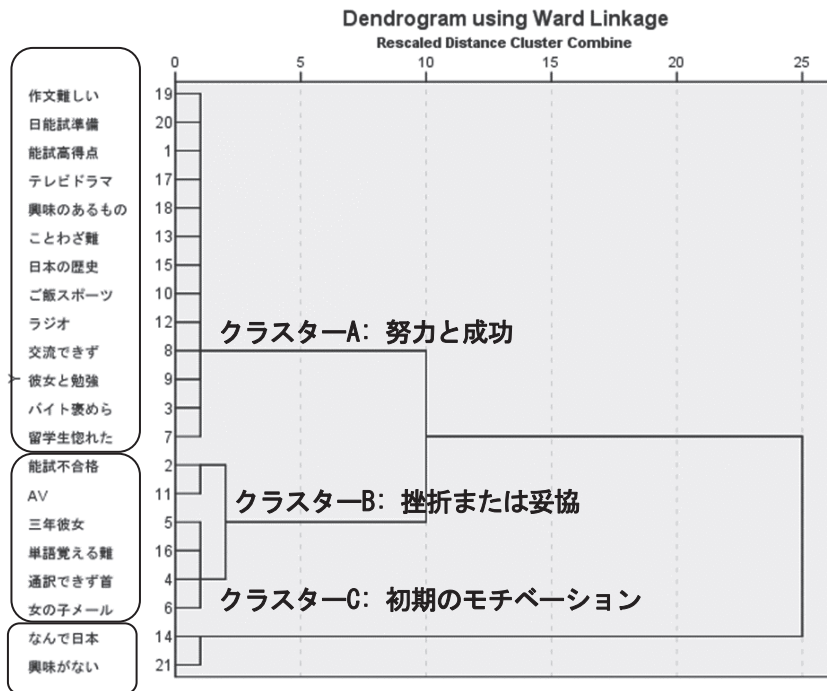 Dendrogram using Ward Linkage
Rescaled Distance Cluster Combine
0 5 10 15 20 25
作文難しい 19
日能試準備 20
能試高得点 1
テレビドラマ 17
興味のあるもの 18
ことわざ難 13
日本の歴史 15
ご飯スポーツ 10
ラジオ 12
クラスターA: 努力と成功
交流できず 8
Y 彼女と勉強 9
バイト褒めら 3
留学生惚れた 7
能試不合格 2
AV 11
クラスターB: 挫折または妥協
三年彼女 5
単語覚える難 16
通訳できず首 4
クラスターC: 初期のモチベーション
女の子メール 6
なんで日本 14
興味がない 21